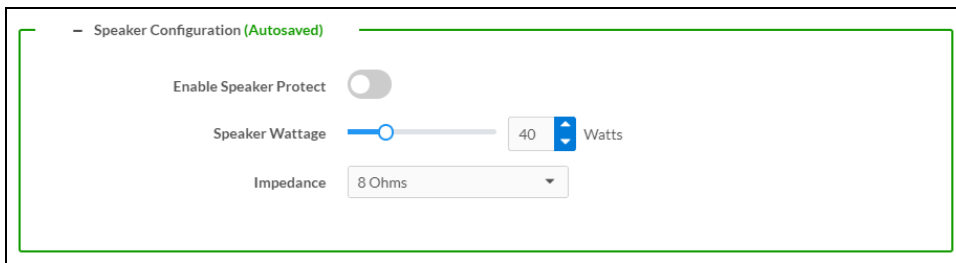 – Speaker Configuration (Autosaved)
Enable Speaker Protect
Speaker Wattage 40 Watts
Impedance 8 Ohms